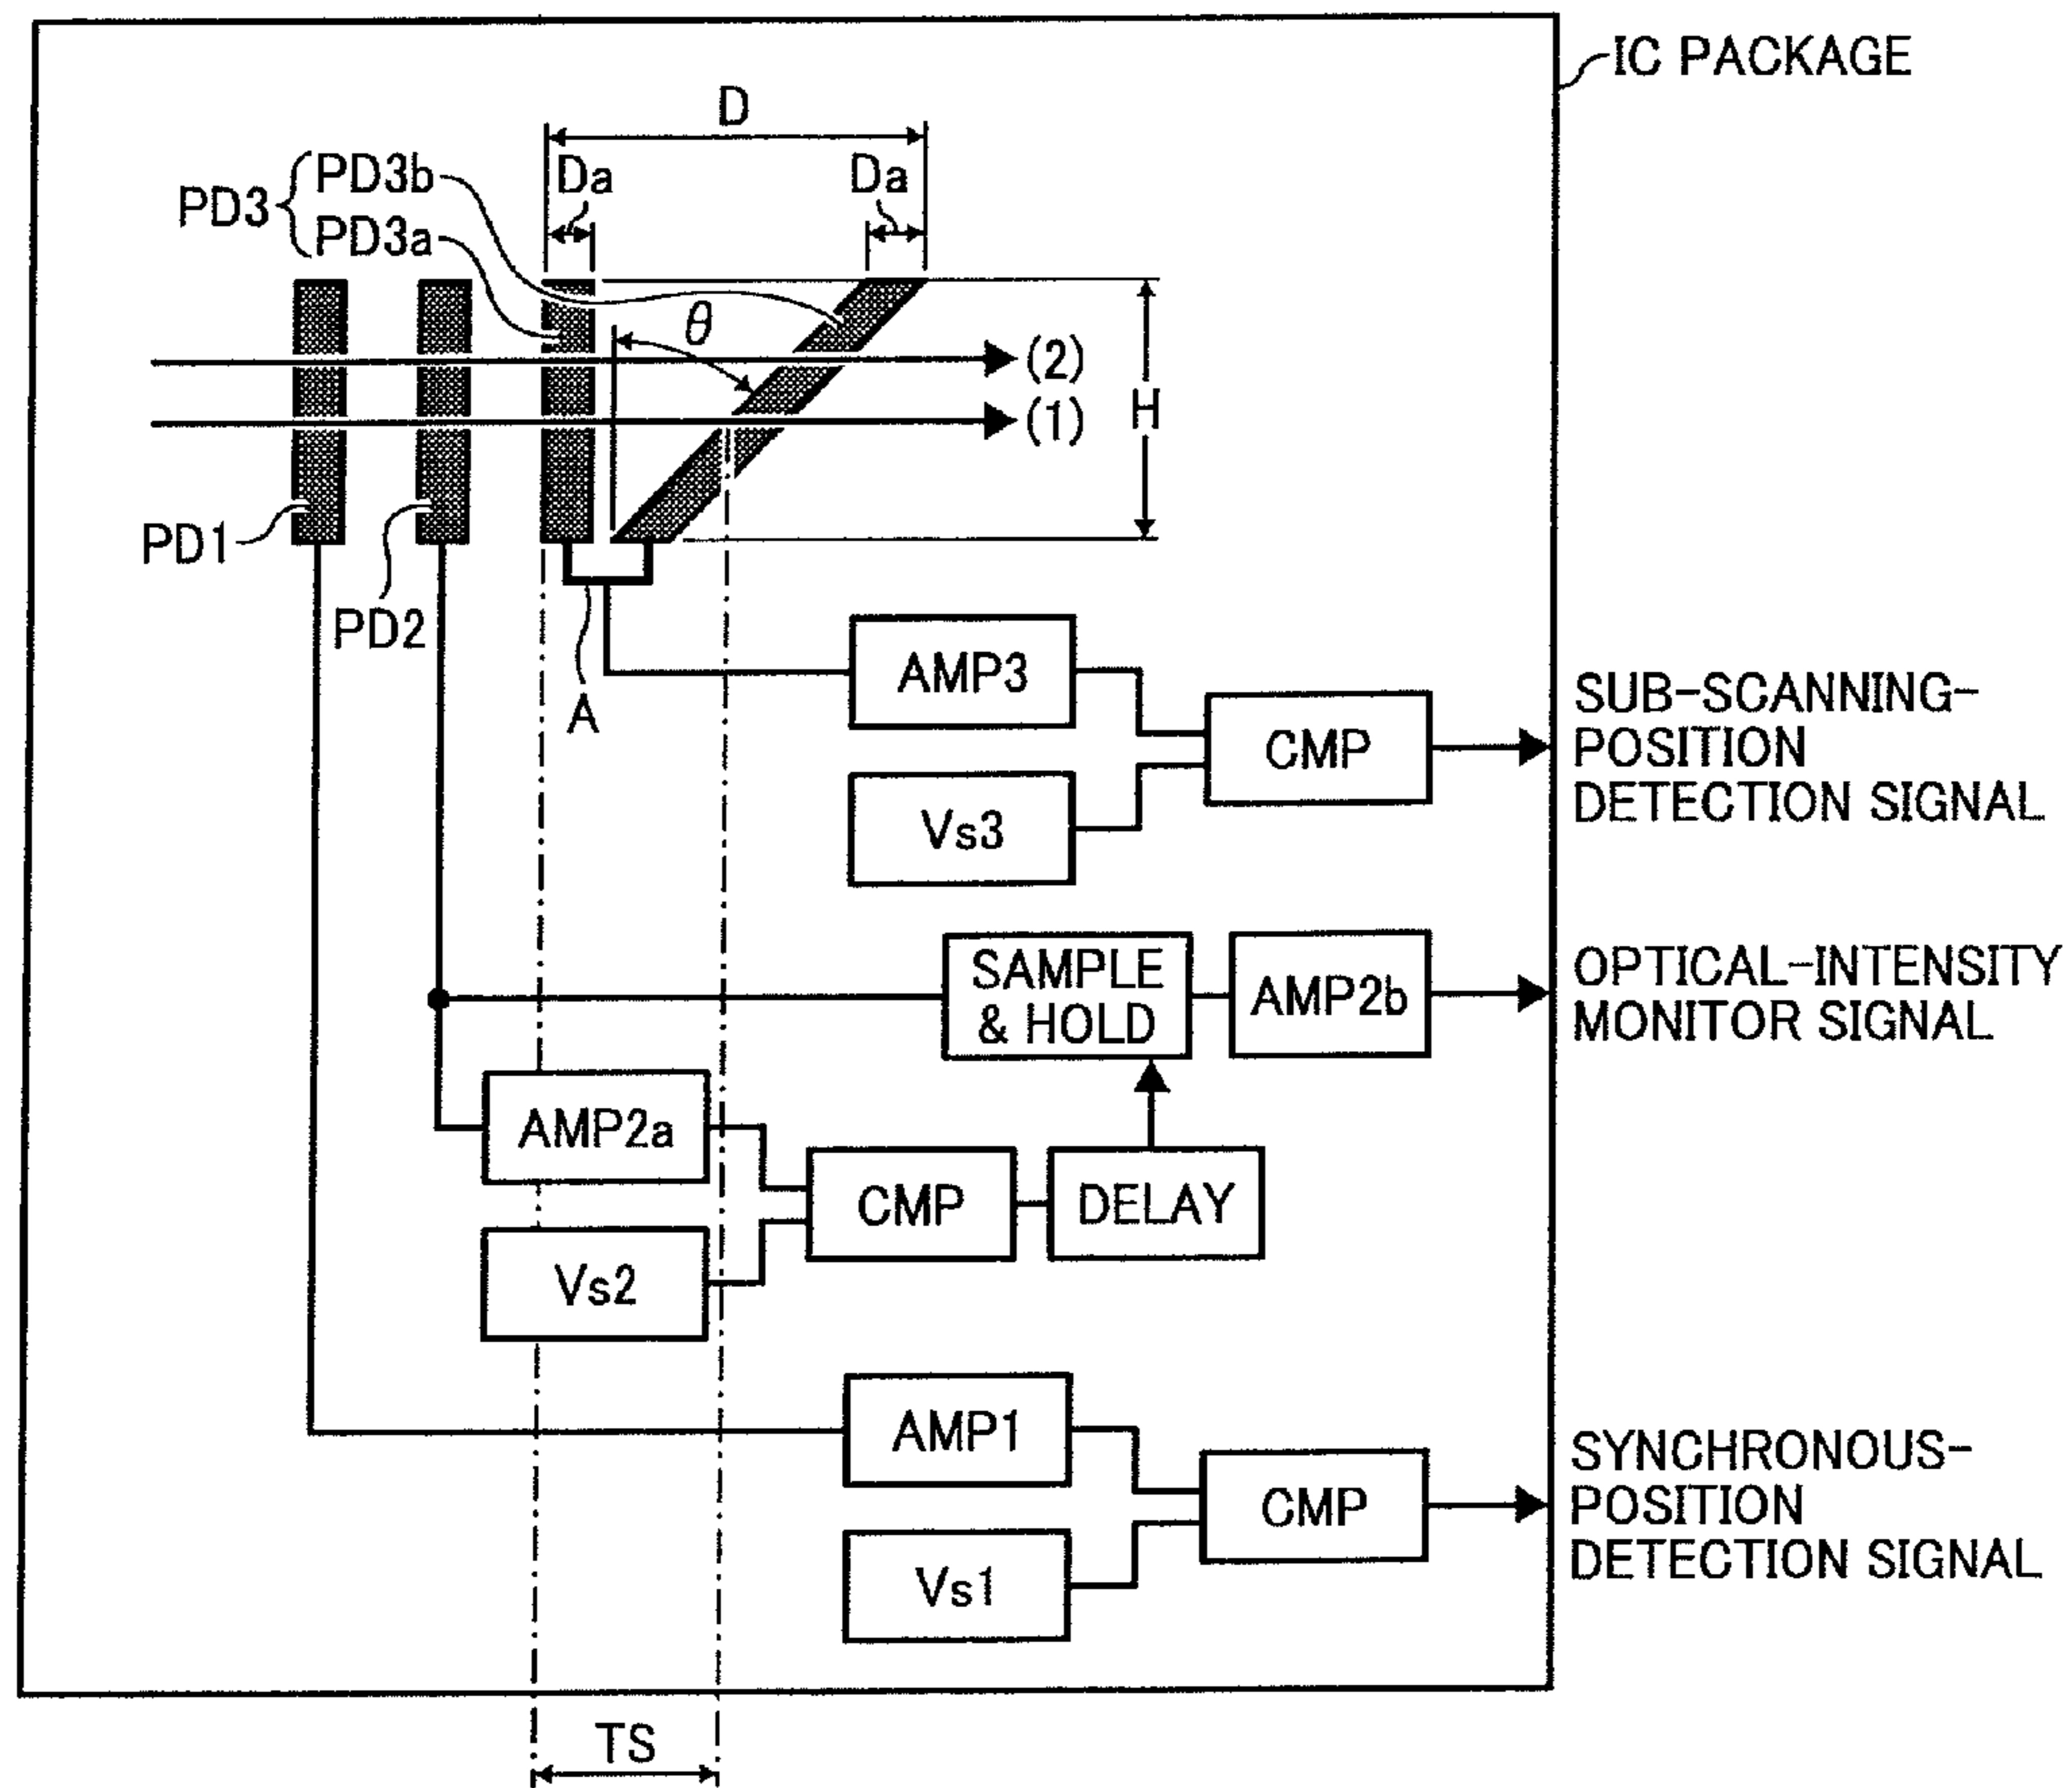 IC PACKAGE
D
PD3
PD3b
PD3a
Da
Da
θ
(2)
(1)
H
PD1
PD2
A
AMP3
CMP
Vs3
SUB-SCANNING-
POSITION
DETECTION SIGNAL
SAMPLE
& HOLD
AMP2b
OPTICAL-INTENSITY
MONITOR SIGNAL
AMP2a
CMP
DELAY
Vs2
AMP1
CMP
Vs1
SYNCHRONOUS-
POSITION
DETECTION SIGNAL
TS